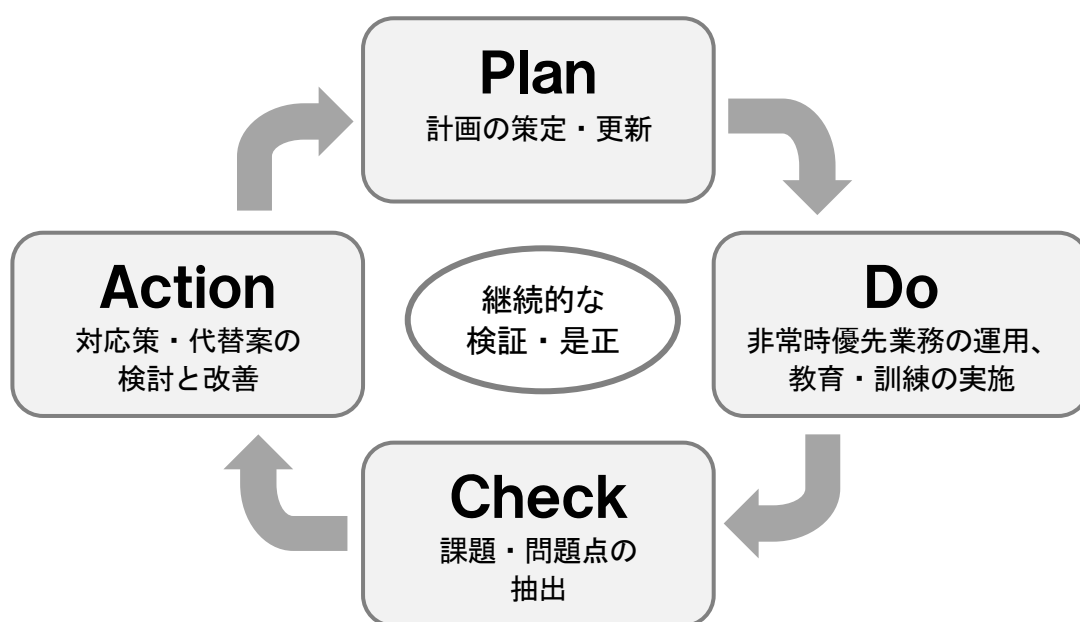 Plan
計画の策定・更新
Do
非常時優先業務の運用、
教育・訓練の実施
Check
課題・問題点の
抽出
Action
対応策・代替案の
検討と改善
継続的な
検証・是正